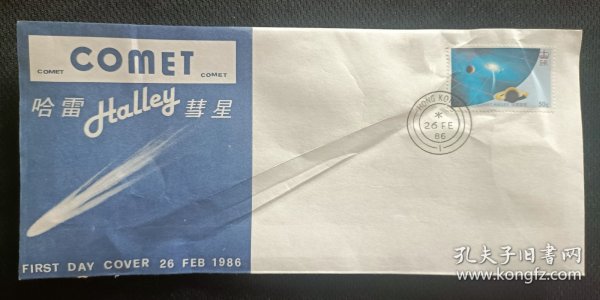 COMET
COMET
COMET
哈雷 Halley 彗星
FIRST DAY COVER 26 FEB 1986
HONG KONG
*
26 FE
86
1
50c
孔夫子旧书网
www.kongfz.com